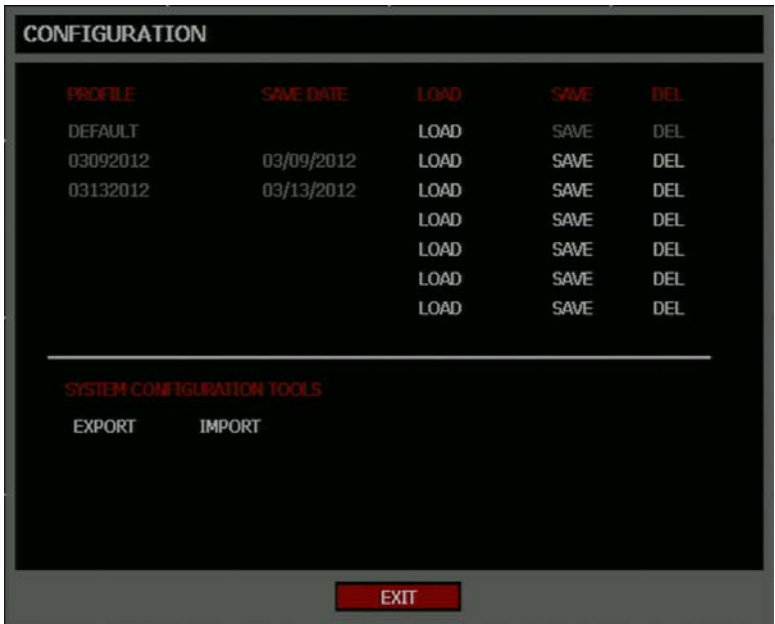 CONFIGURATION
PROFILE SAVE DATE LOAD SAVE DEL
DEFAULT LOAD SAVE DEL
03092012 03/09/2012 LOAD SAVE DEL
03132012 03/13/2012 LOAD SAVE DEL
LOAD SAVE DEL
LOAD SAVE DEL
LOAD SAVE DEL
LOAD SAVE DEL
SYSTEM CONFIGURATION TOOLS
EXPORT IMPORT
EXIT